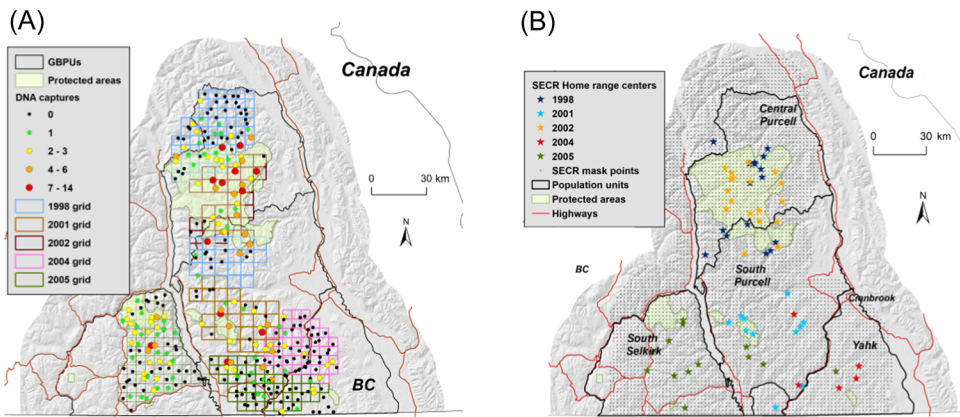 (A)
GBPUs
Protected areas
DNA captures
0
1
2 - 3
4 - 6
7 - 14
1998 grid
2001 grid
2002 grid
2004 grid
2005 grid
Canada
0 30 km
N
BC
(B)
SECR Home range centers
1998
2001
2002
2004
2005
SECR mask points
Population units
Protected areas
Highways
Canada
0 30 km
N
Central
Purcell
BC
South
Purcell
Cranbrook
South
Selkirk
Yahk